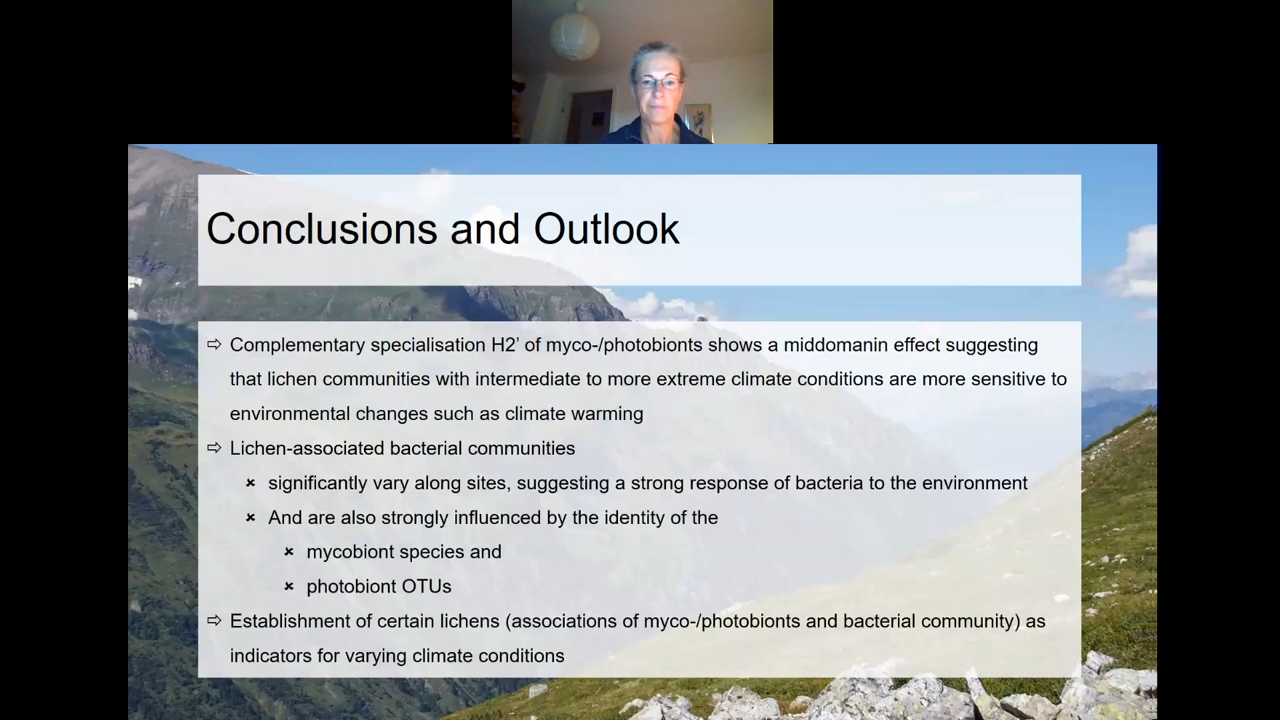 Conclusions and Outlook
⇨ Complementary specialisation H2' of myco-/photobionts shows a middomanin effect suggesting
that lichen communities with intermediate to more extreme climate conditions are more sensitive to
environmental changes such as climate warming
⇨ Lichen-associated bacterial communities
× significantly vary along sites, suggesting a strong response of bacteria to the environment
× And are also strongly influenced by the identity of the
× mycobiont species and
× photobiont OTUs
⇨ Establishment of certain lichens (associations of myco-/photobionts and bacterial community) as
indicators for varying climate conditions